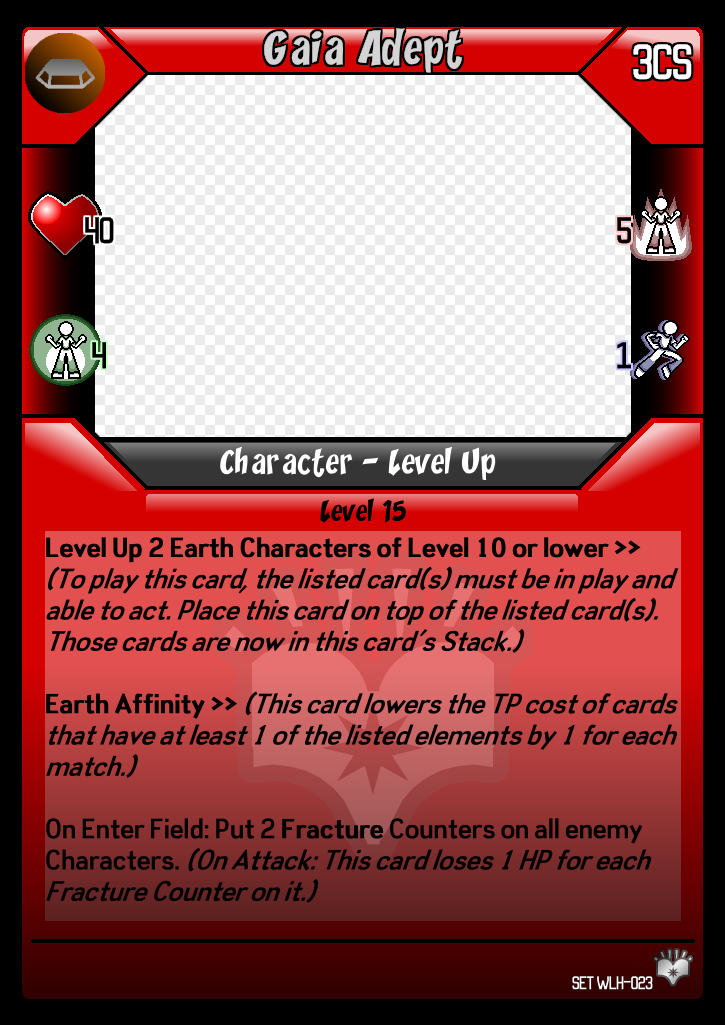 Gaia Adept
3CS
40
5
4
1
Character - Level Up
Level 15
Level Up 2 Earth Characters of Level 10 or lower >>
(To play this card, the listed card(s) must be in play and
able to act. Place this card on top of the listed card(s).
Those cards are now in this card's Stack.)
Earth Affinity >> (This card lowers the TP cost of cards
that have at least 1 of the listed elements by 1 for each
match.)
On Enter Field: Put 2 Fracture Counters on all enemy
Characters. (On Attack: This card loses 1 HP for each
Fracture Counter on it.)
SET WLH-023